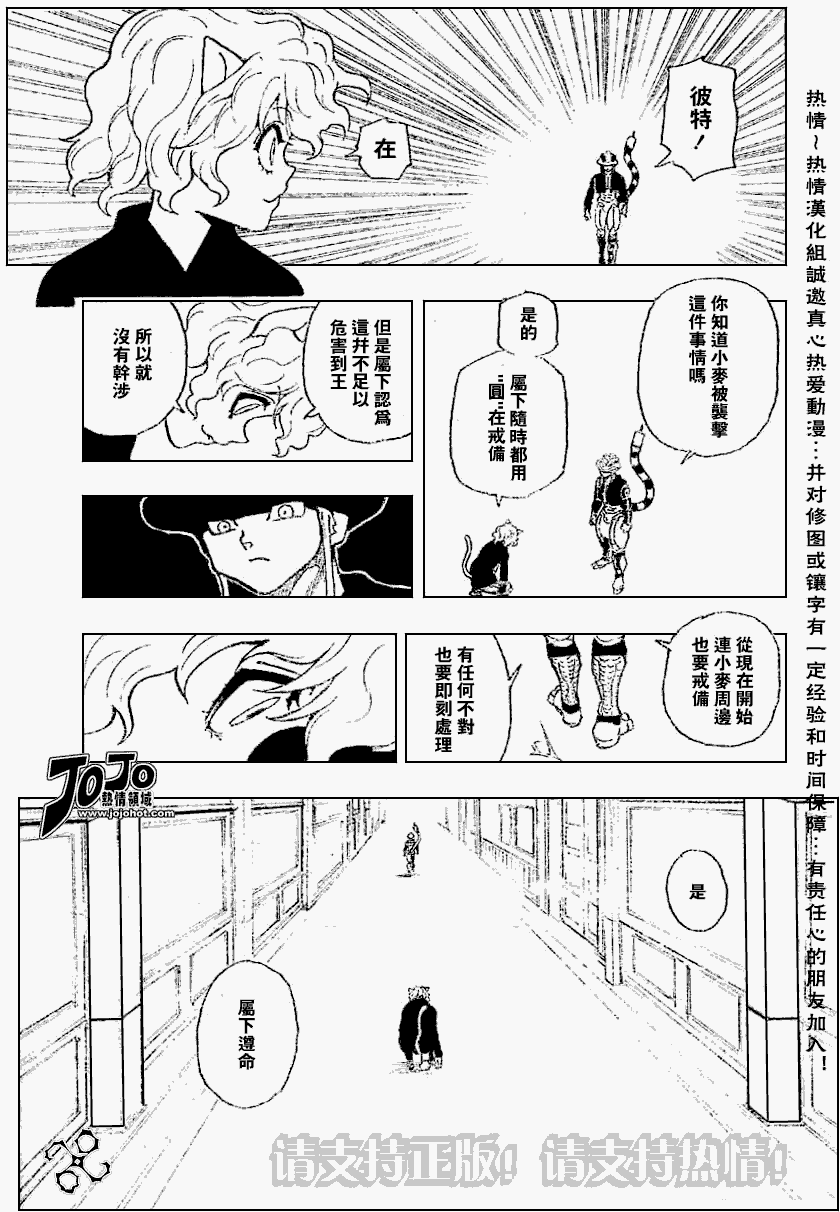 彼特！
在
你知道小麥被襲擊
這件事情嗎
是的
屬下隨時都用
"圓"在戒備
但是屬下認爲
這并不足以
危害到王
所以就
沒有幹涉
從現在開始
連小麥周邊
也要戒備
有任何不對
也要即刻處理
是
屬下遵命
热情～热情漢化組誠邀真心热爱動漫…并对修图或镶字有一定经验和时间保障…有责任心的朋友加入！
JOJO
熱情領域
www.jojohot.com
请支持正版！请支持热情！